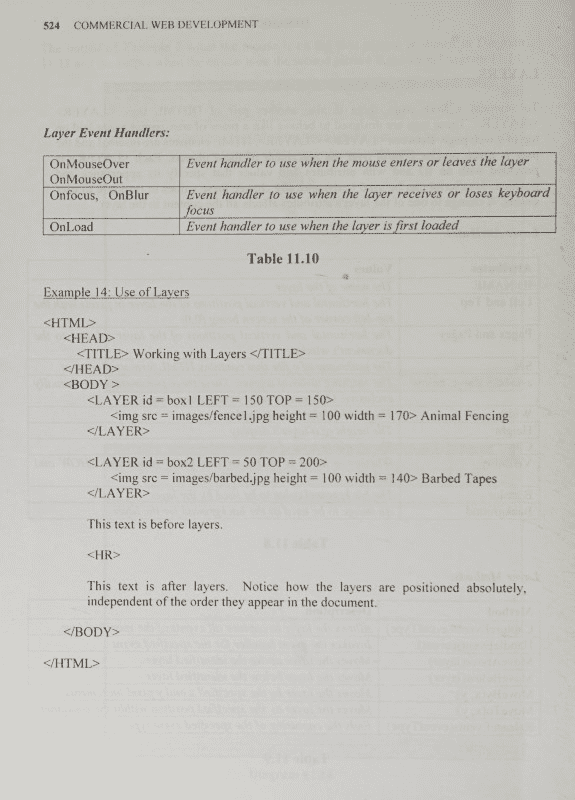 524 COMMERCIAL WEB DEVELOPMENT
Layer Event Handlers:
OnMouseOver Event handler to use when the mouse enters or leaves the layer
OnMouseOut
Onfocus, OnBlur Event handler to use when the layer receives or loses keyboard
focus
OnLoad Event handler to use when the layer is first loaded
Table 11.10
Example 14: Use of Layers
<HTML>
<HEAD>
<TITLE> Working with Layers </TITLE>
</HEAD>
<BODY >
<LAYER id = box1 LEFT = 150 TOP = 150>
<img src = images/fence1.jpg height = 100 width = 170> Animal Fencing
</LAYER>
<LAYER id = box2 LEFT = 50 TOP = 200>
<img src = images/barbed.jpg height = 100 width = 140> Barbed Tapes
</LAYER>
This text is before layers.
<HR>
This text is after layers. Notice how the layers are positioned absolutely,
independent of the order they appear in the document.
</BODY>
</HTML>